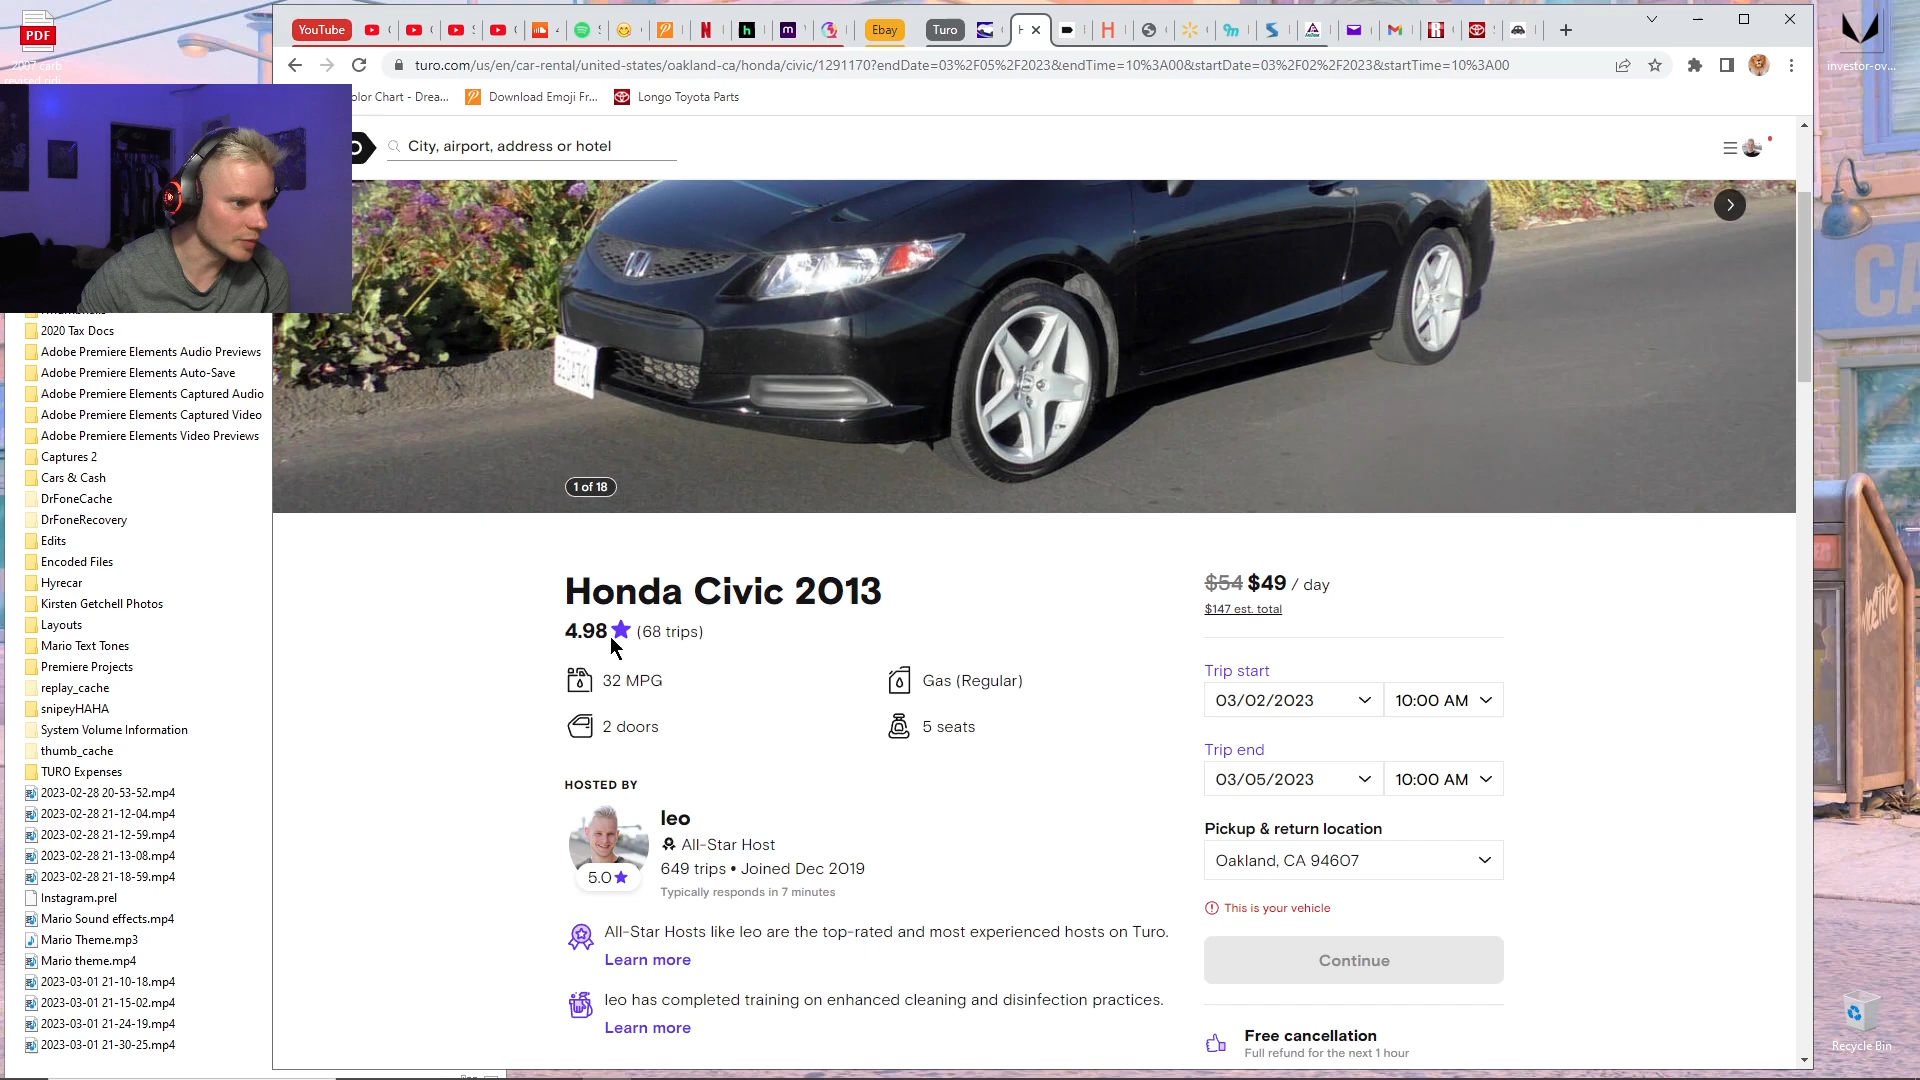 PDF
2007 carb
revised ridi
YouTube
Ebay
Turo
turo.com/us/en/car-rental/united-states/oakland-ca/honda/civic/1291170?endDate=03%2F05%2F2023&endTime=10%3A00&startDate=03%2F02%2F2023&startTime=10%3A00
investor-ov...
olor Chart - Drea...
Download Emoji Fr...
Longo Toyota Parts
City, airport, address or hotel
2020 Tax Docs
Adobe Premiere Elements Audio Previews
Adobe Premiere Elements Auto-Save
Adobe Premiere Elements Captured Audio
Adobe Premiere Elements Captured Video
Adobe Premiere Elements Video Previews
Captures 2
Cars & Cash
DrFoneCache
DrFoneRecovery
Edits
Encoded Files
Hyrecar
Kirsten Getchell Photos
Layouts
Mario Text Tones
Premiere Projects
replay_cache
snipeyHAHA
System Volume Information
thumb_cache
TURO Expenses
2023-02-28 20-53-52.mp4
2023-02-28 21-12-04.mp4
2023-02-28 21-12-59.mp4
2023-02-28 21-13-08.mp4
2023-02-28 21-18-59.mp4
Instagram.prel
Mario Sound effects.mp4
Mario Theme.mp3
Mario theme.mp4
2023-03-01 21-10-18.mp4
2023-03-01 21-15-02.mp4
2023-03-01 21-24-19.mp4
2023-03-01 21-30-25.mp4
1 of 18
Honda Civic 2013
4.98 (68 trips)
32 MPG
Gas (Regular)
2 doors
5 seats
HOSTED BY
leo
All-Star Host
649 trips • Joined Dec 2019
5.0
Typically responds in 7 minutes
All-Star Hosts like leo are the top-rated and most experienced hosts on Turo.
Learn more
leo has completed training on enhanced cleaning and disinfection practices.
Learn more
$54 $49 / day
$147 est. total
Trip start
03/02/2023
10:00 AM
Trip end
03/05/2023
10:00 AM
Pickup & return location
Oakland, CA 94607
This is your vehicle
Continue
Free cancellation
Full refund for the next 1 hour
CA
Recycle Bin